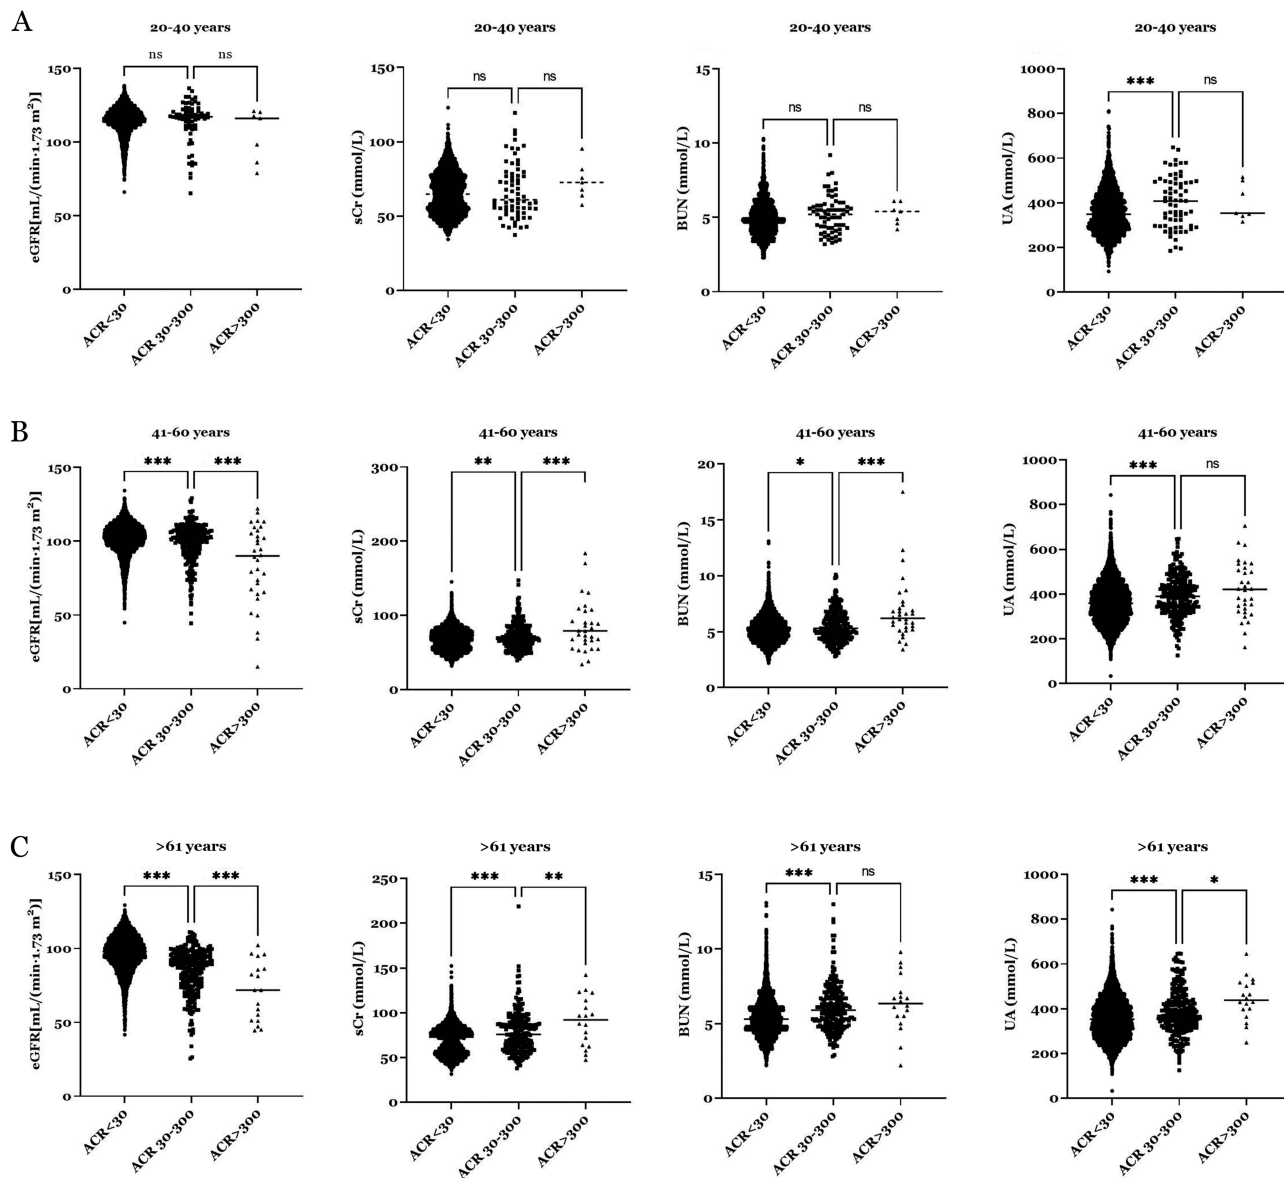 A
20-40 years
20-40 years
20-40 years
20-40 years
eGFR[mL/(min·1.73 m²)]
150
100
50
0
ns
ns
ACR<30
ACR 30-300
ACR>300
sCr (mmol/L)
150
100
50
0
ns
ns
ACR<30
ACR 30-300
ACR>300
BUN (mmol/L)
15
10
5
0
ns
ns
ACR<30
ACR 30-300
ACR>300
UA (mmol/L)
1000
800
600
400
200
0
***
ns
ACR<30
ACR 30-300
ACR>300
B
41-60 years
41-60 years
41-60 years
41-60 years
eGFR[mL/(min·1.73 m²)]
150
100
50
0
***
***
ACR<30
ACR 30-300
ACR>300
sCr (mmol/L)
300
200
100
0
**
***
ACR<30
ACR 30-300
ACR>300
BUN (mmol/L)
20
15
10
5
0
*
***
ACR<30
ACR 30-300
ACR>300
UA (mmol/L)
1000
800
600
400
200
0
***
ns
ACR<30
ACR 30-300
ACR>300
C
>61 years
>61 years
>61 years
>61 years
eGFR[mL/(min·1.73 m²)]
150
100
50
0
***
***
ACR<30
ACR 30-300
ACR>300
sCr (mmol/L)
250
200
150
100
50
0
***
**
ACR<30
ACR 30-300
ACR>300
BUN (mmol/L)
15
10
5
0
***
ns
ACR<30
ACR 30-300
ACR>300
UA (mmol/L)
1000
800
600
400
200
0
***
*
ACR<30
ACR 30-300
ACR>300